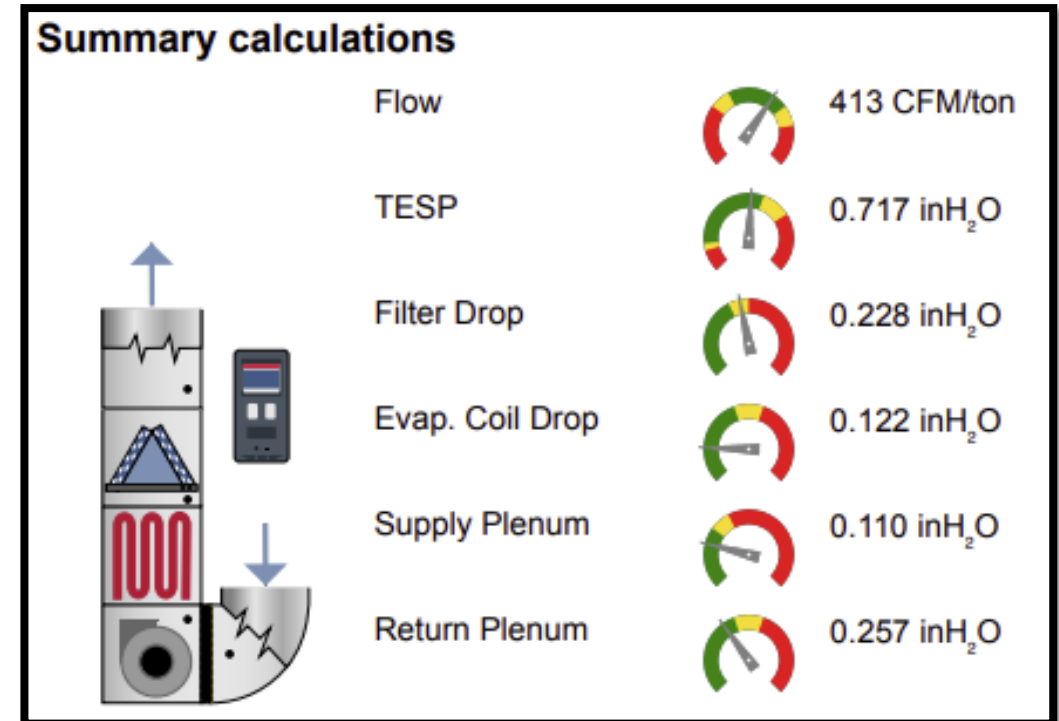 Summary calculations
Flow 413 CFM/ton
TESP 0.717 inH₂O
Filter Drop 0.228 inH₂O
Evap. Coil Drop 0.122 inH₂O
Supply Plenum 0.110 inH₂O
Return Plenum 0.257 inH₂O